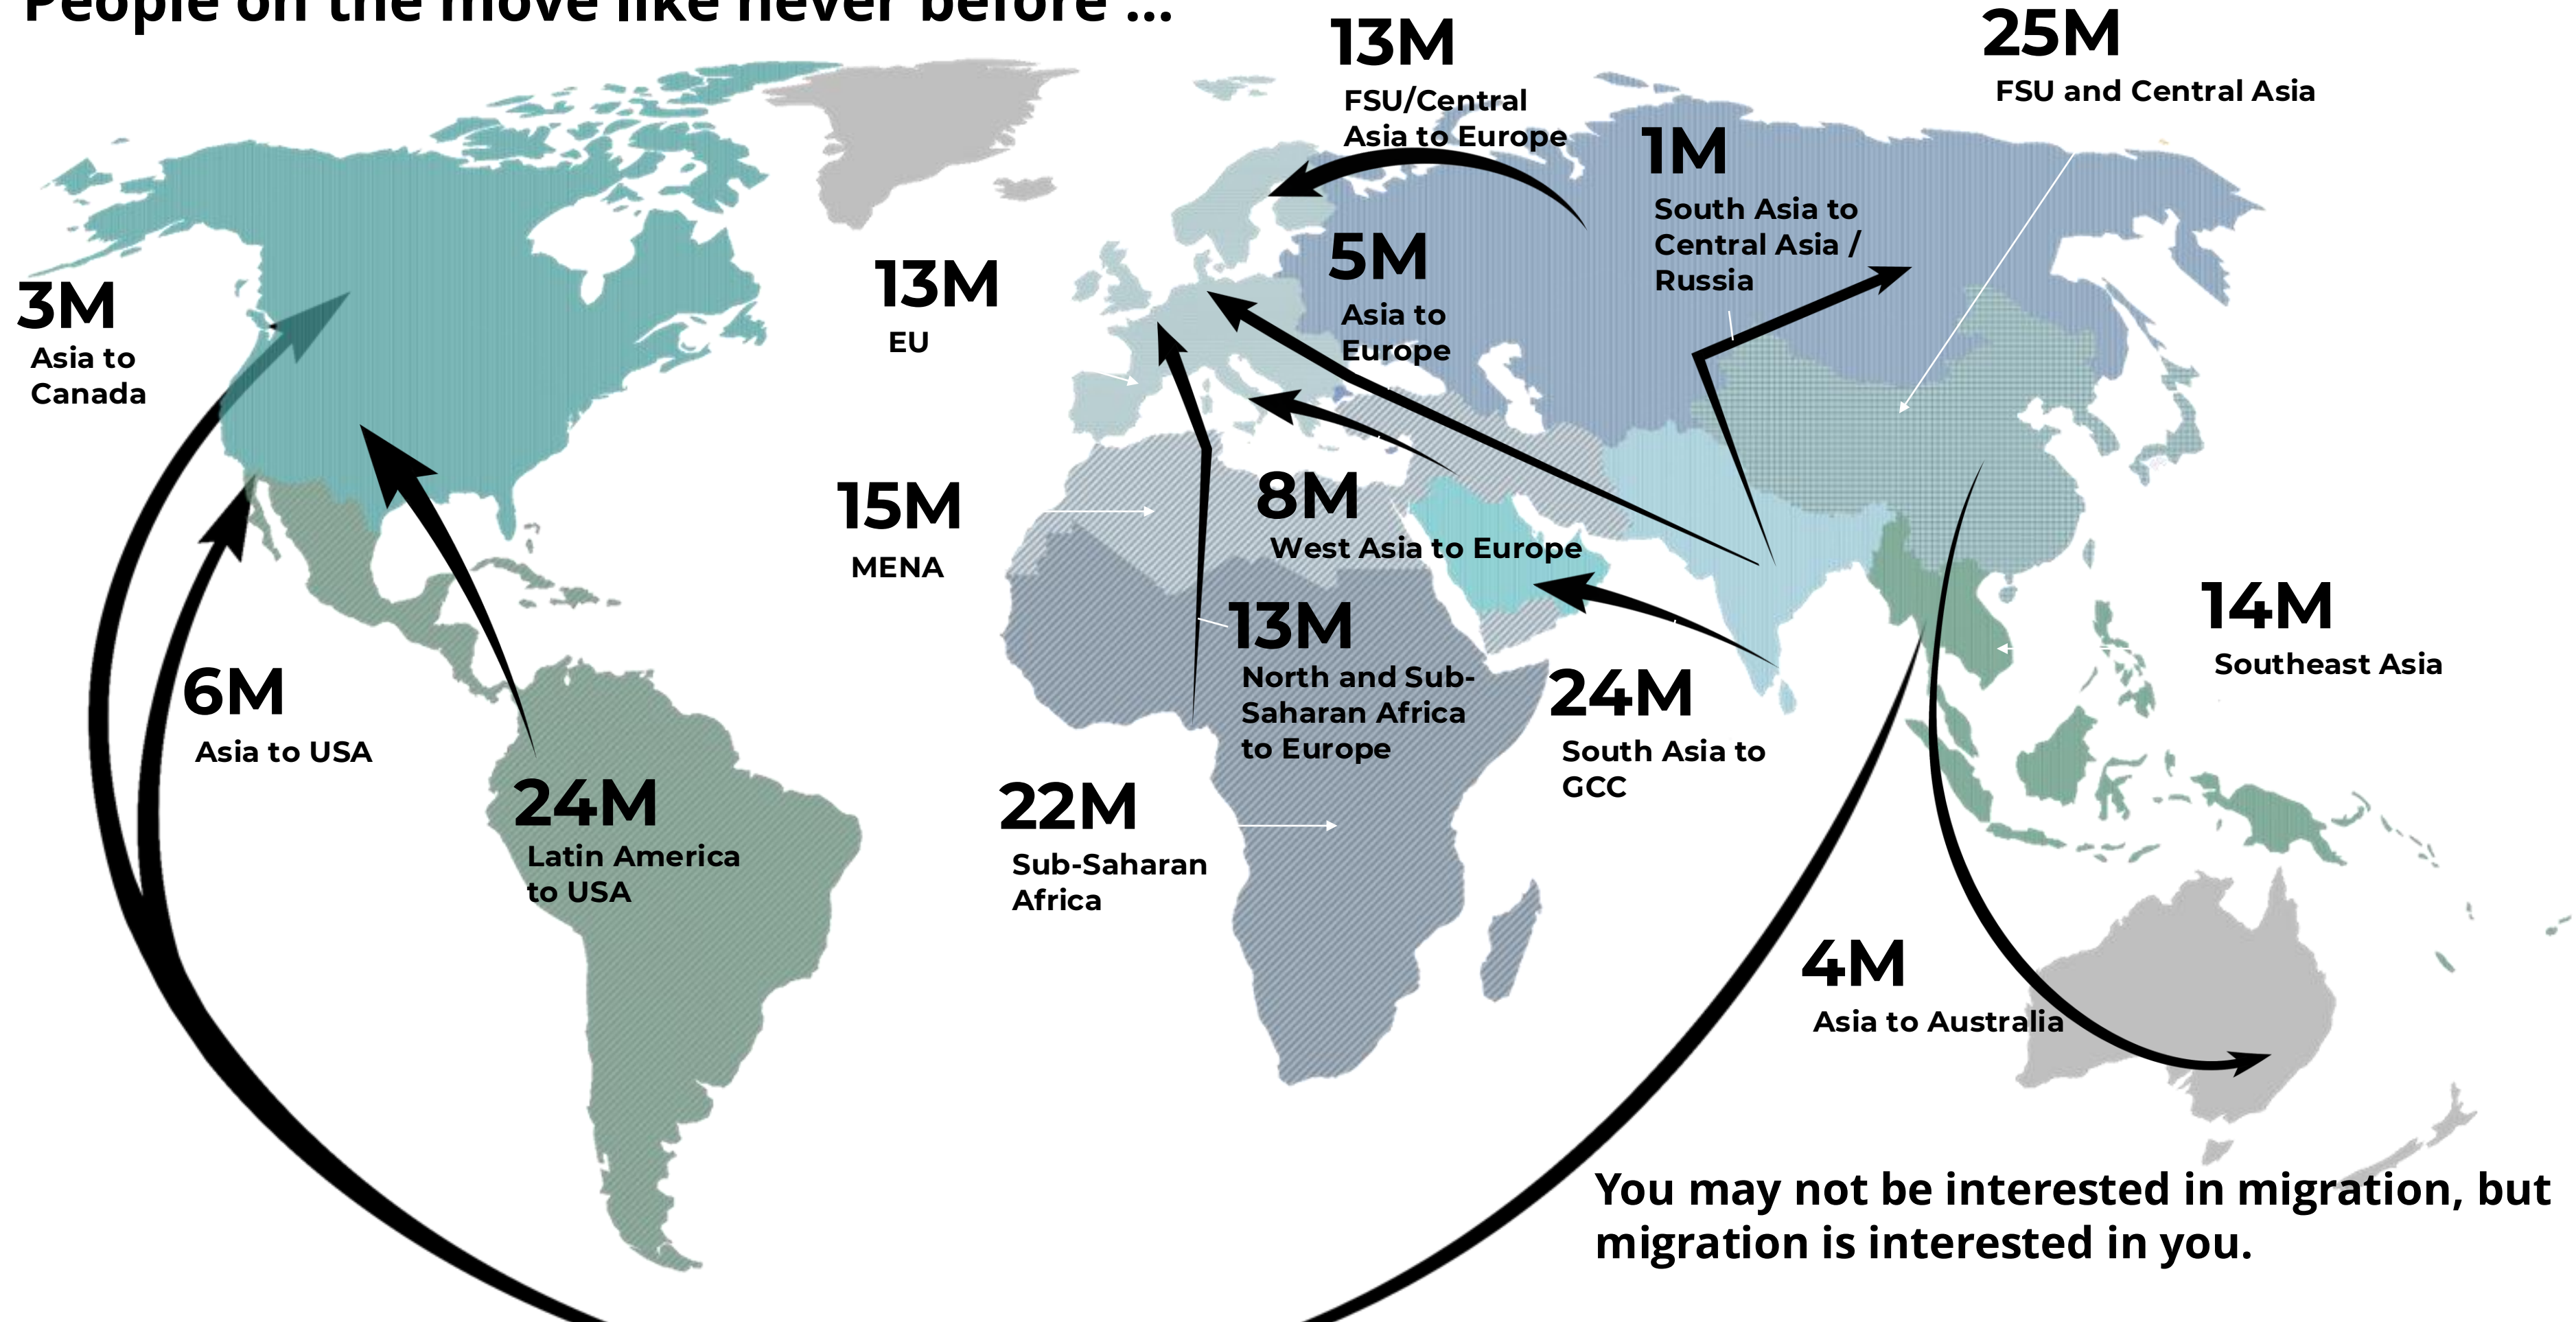 People on the move like never before ...
13M
FSU/Central
Asia to Europe
25M
FSU and Central Asia
1M
South Asia to
Central Asia /
Russia
5M
Asia to
Europe
13M
EU
3M
Asia to
Canada
15M
MENA
8M
West Asia to Europe
13M
North and Sub-
Saharan Africa
to Europe
14M
Southeast Asia
6M
Asia to USA
24M
South Asia to
GCC
24M
Latin America
to USA
22M
Sub-Saharan
Africa
4M
Asia to Australia
You may not be interested in migration, but
migration is interested in you.